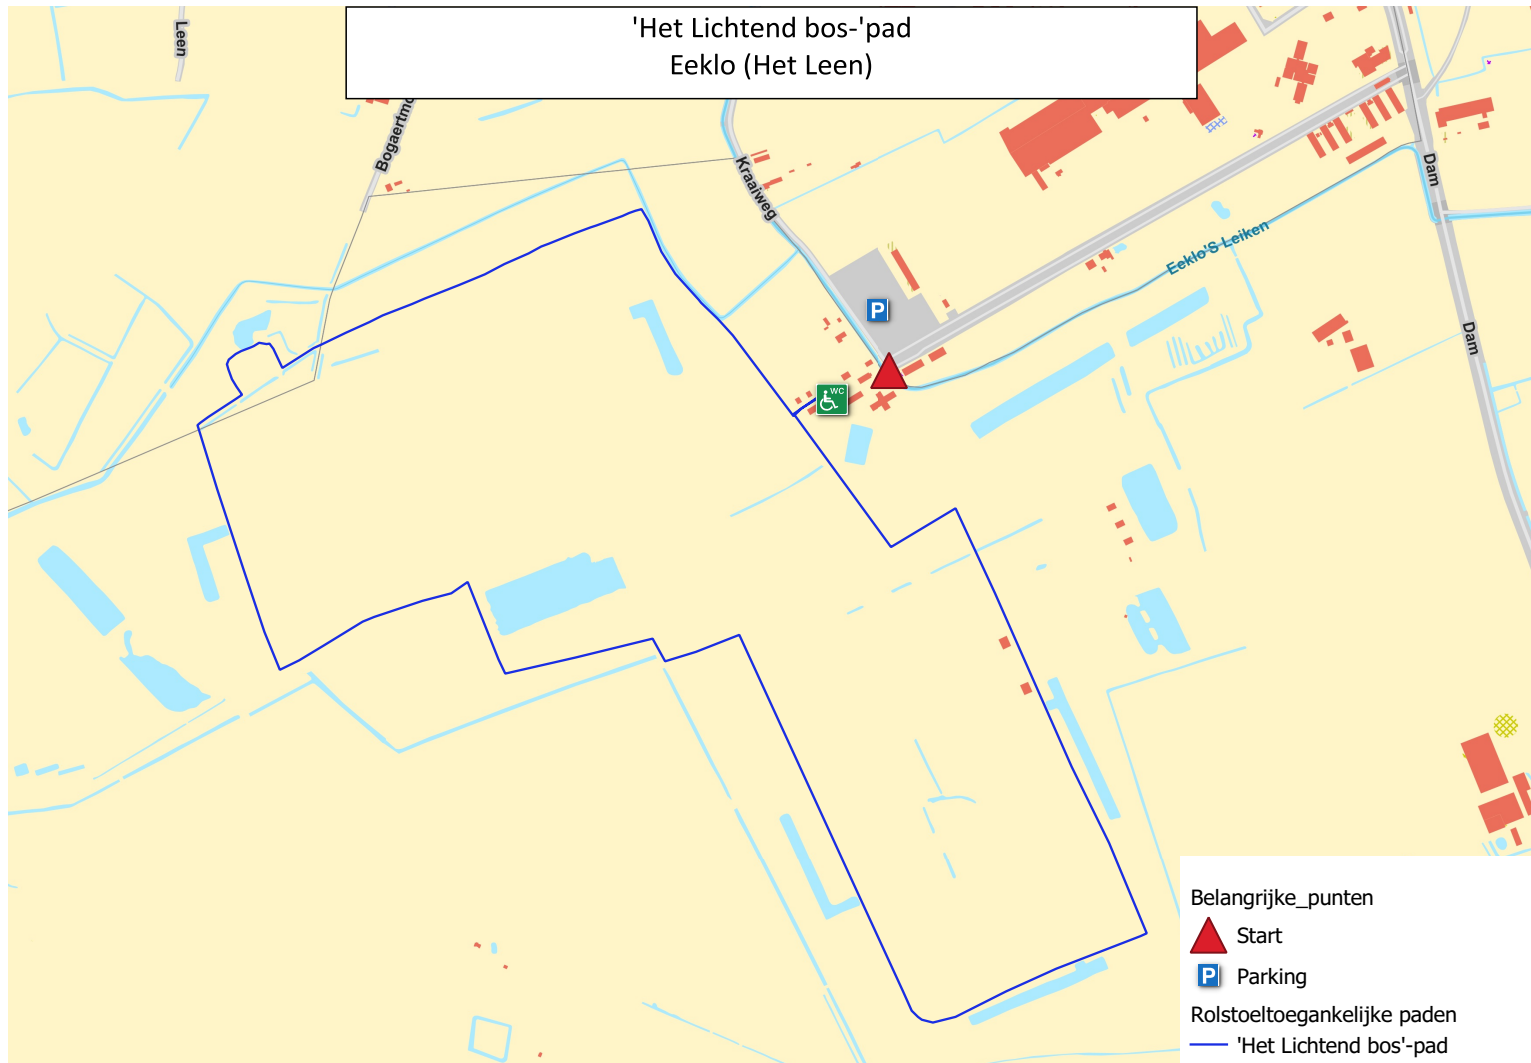 'Het Lichtend bos-'pad
Eeklo (Het Leen)
Leen
Kraaiweg
Dam
Eeklo'S Leiken
Dam
P
WC
Belangrijke_punten
Start
P Parking
Rolstoeltoegankelijke paden
'Het Lichtend bos'-pad